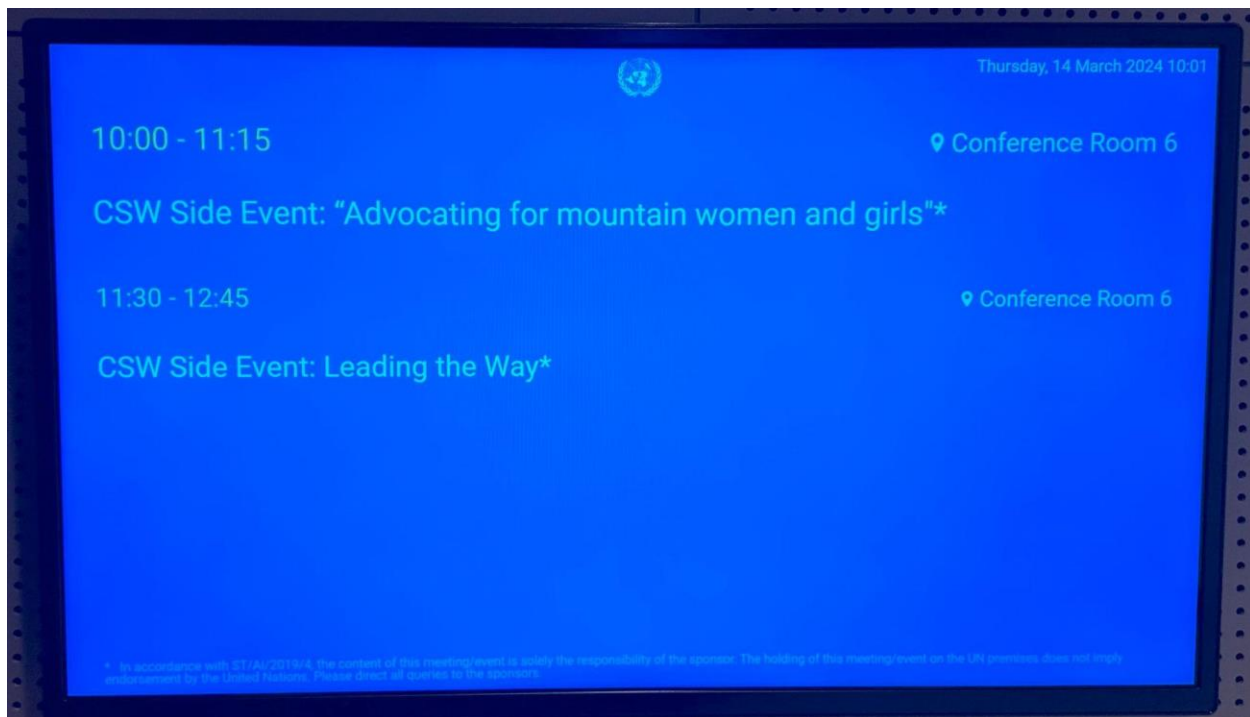 Thursday, 14 March 2024 10:01
10:00 - 11:15
Conference Room 6
CSW Side Event: “Advocating for mountain women and girls"*
11:30 - 12:45
Conference Room 6
CSW Side Event: Leading the Way*
* In accordance with ST/AI/2019/4, the content of this meeting/event is solely the responsibility of the sponsor. The holding of this meeting/event on the UN premises does not imply
endorsement by the United Nations. Please direct all queries to the sponsors.